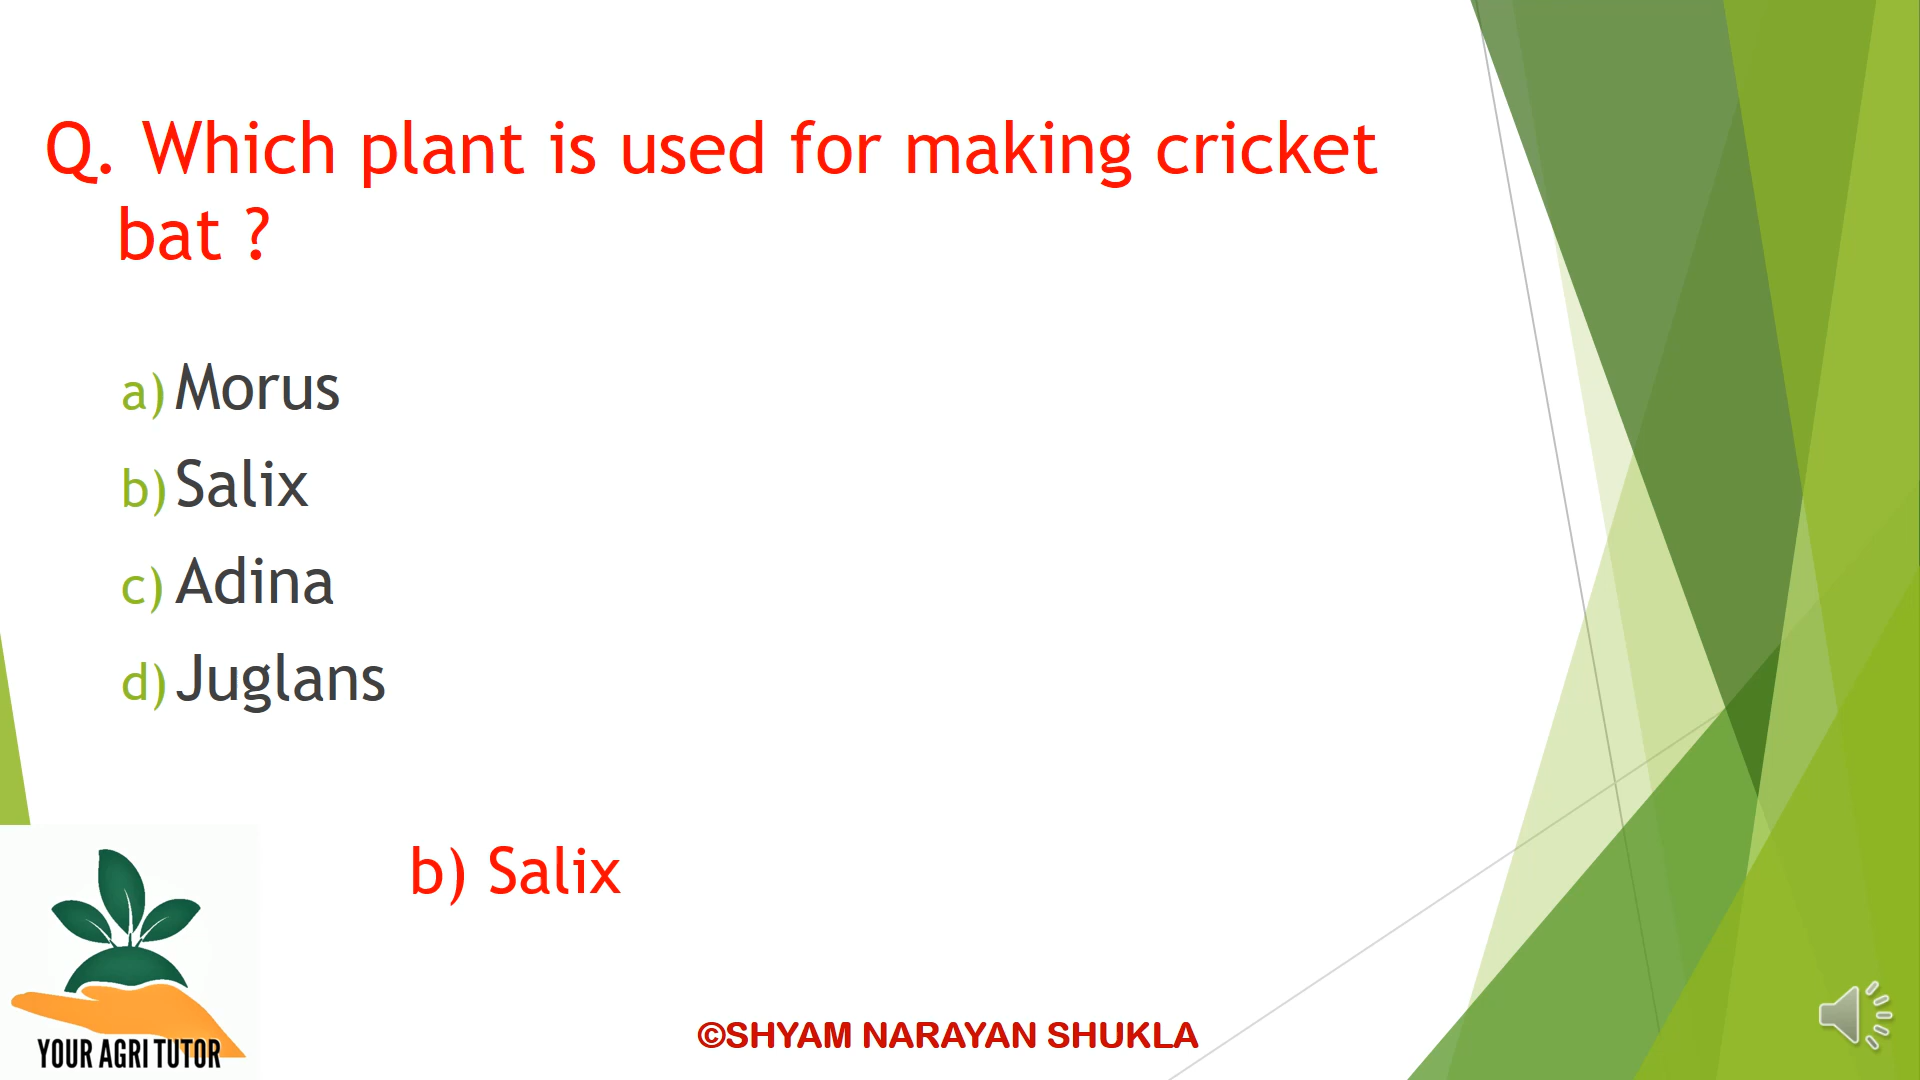 Q. Which plant is used for making cricket
bat ?
a) Morus
b) Salix
c) Adina
d) Juglans
b) Salix
YOUR AGRI TUTOR
©SHYAM NARAYAN SHUKLA